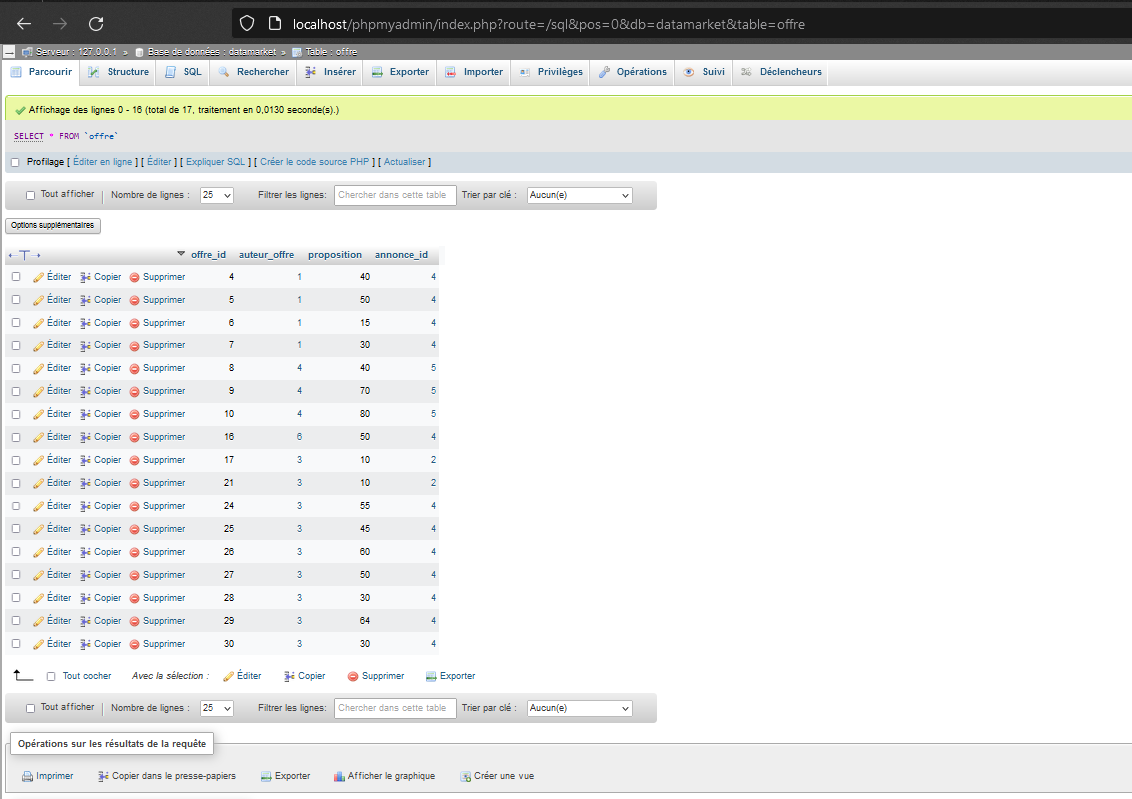 localhost/phpmyadmin/index.php?route=/sql&pos=0&db=datamarket&table=offre
Serveur : 127.0.0.1 » Base de données : datamarket » Table : offre
Parcourir Structure SQL Rechercher Insérer Exporter Importer Privilèges Opérations Suivi Déclencheurs
Affichage des lignes 0 - 16 (total de 17, traitement en 0,0130 seconde(s).)
SELECT * FROM `offre`
Profilage [ Éditer en ligne ] [ Éditer ] [ Expliquer SQL ] [ Créer le code source PHP ] [ Actualiser ]
Tout afficher Nombre de lignes : 25 Filtrer les lignes: Chercher dans cette table Trier par clé : Aucun(e)
Options supplémentaires
←T→ offre_id auteur_offre proposition annonce_id
Éditer Copier Supprimer 4 1 40 4
Éditer Copier Supprimer 5 1 50 4
Éditer Copier Supprimer 6 1 15 4
Éditer Copier Supprimer 7 1 30 4
Éditer Copier Supprimer 8 4 40 5
Éditer Copier Supprimer 9 4 70 5
Éditer Copier Supprimer 10 4 80 5
Éditer Copier Supprimer 16 6 50 4
Éditer Copier Supprimer 17 3 10 2
Éditer Copier Supprimer 21 3 10 2
Éditer Copier Supprimer 24 3 55 4
Éditer Copier Supprimer 25 3 45 4
Éditer Copier Supprimer 26 3 60 4
Éditer Copier Supprimer 27 3 50 4
Éditer Copier Supprimer 28 3 30 4
Éditer Copier Supprimer 29 3 64 4
Éditer Copier Supprimer 30 3 30 4
Tout cocher Avec la sélection : Éditer Copier Supprimer Exporter
Tout afficher Nombre de lignes : 25 Filtrer les lignes: Chercher dans cette table Trier par clé : Aucun(e)
Opérations sur les résultats de la requête
Imprimer Copier dans le presse-papiers Exporter Afficher le graphique Créer une vue